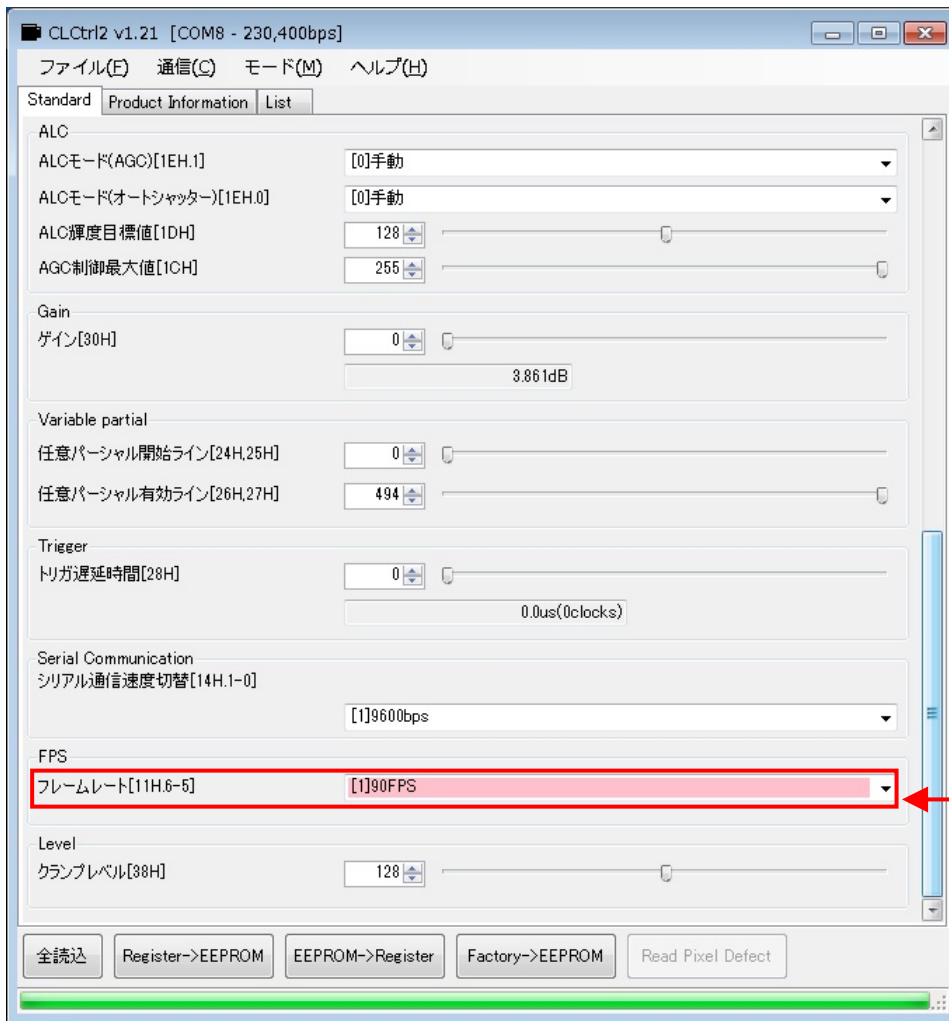 CLCtrl2 v1.21 [COM8 - 230,400bps]
ファイル(F) 通信(C) モード(M) ヘルプ(H)
Standard Product Information List
ALC
ALCモード(AGC)[1EH.1] [0]手動
ALCモード(オートシャッター)[1EH.0] [0]手動
ALC輝度目標値[1DH] 128
AGC制御最大値[1CH] 255
Gain
ゲイン[30H] 0
3.861dB
Variable partial
任意パーシャル開始ライン[24H,25H] 0
任意パーシャル有効ライン[26H,27H] 494
Trigger
トリガ遅延時間[28H] 0
0.0us(0clocks)
Serial Communication
シリアル通信速度切替[14H.1-0]
[1]9600bps
FPS
フレームレート[11H.6-5] [1]90FPS
Level
クランプレベル[38H] 128
全読込 Register->EEPROM EEPROM->Register Factory->EEPROM Read Pixel Defect